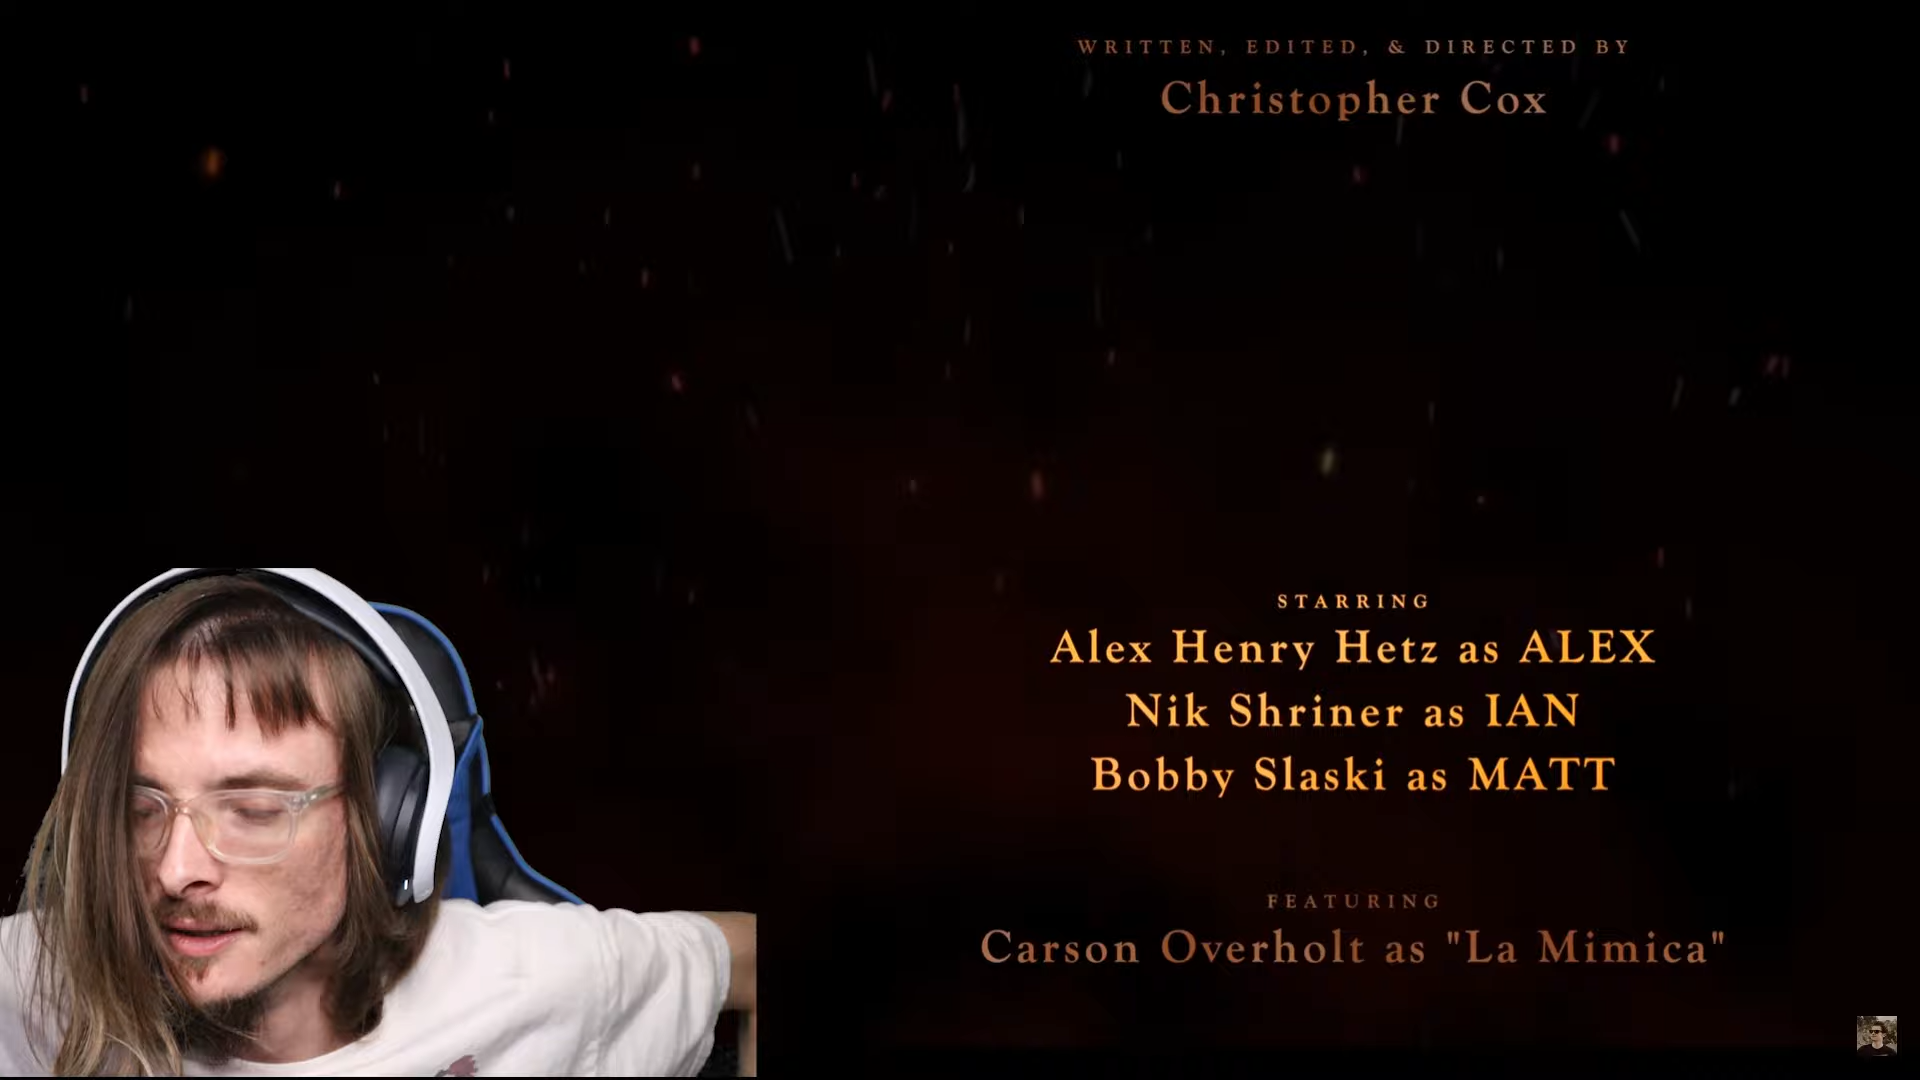 WRITTEN, EDITED, & DIRECTED BY
Christopher Cox
STARRING
Alex Henry Hetz as ALEX
Nik Shriner as IAN
Bobby Slaski as MATT
FEATURING
Carson Overholt as "La Mimica"